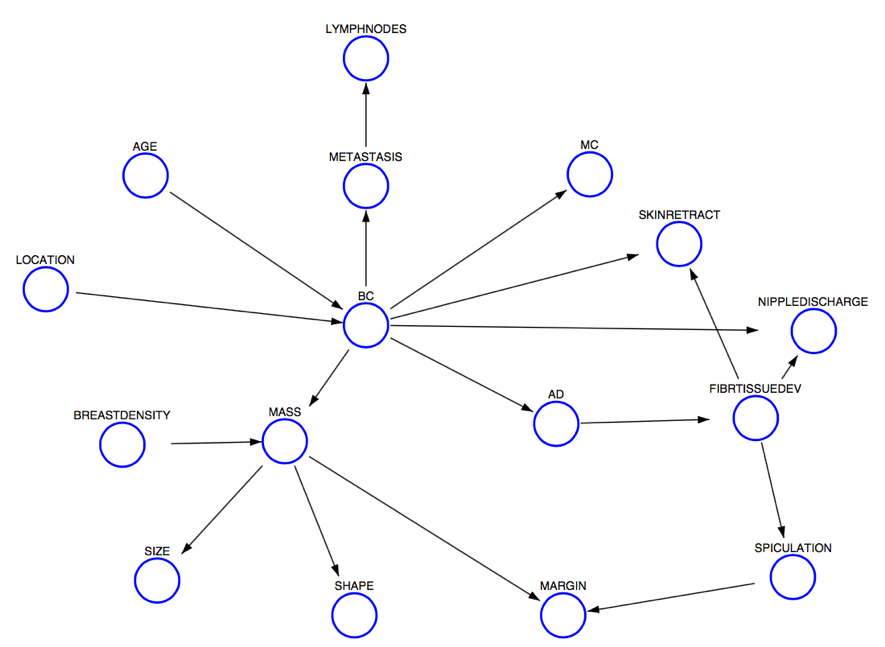 LYMPHNODES
AGE
METASTASIS
MC
SKINRETRACT
LOCATION
BC
NIPPLEDISCHARGE
FIBRTISSUEDEV
AD
BREASTDENSITY
MASS
SIZE
SPICULATION
SHAPE
MARGIN